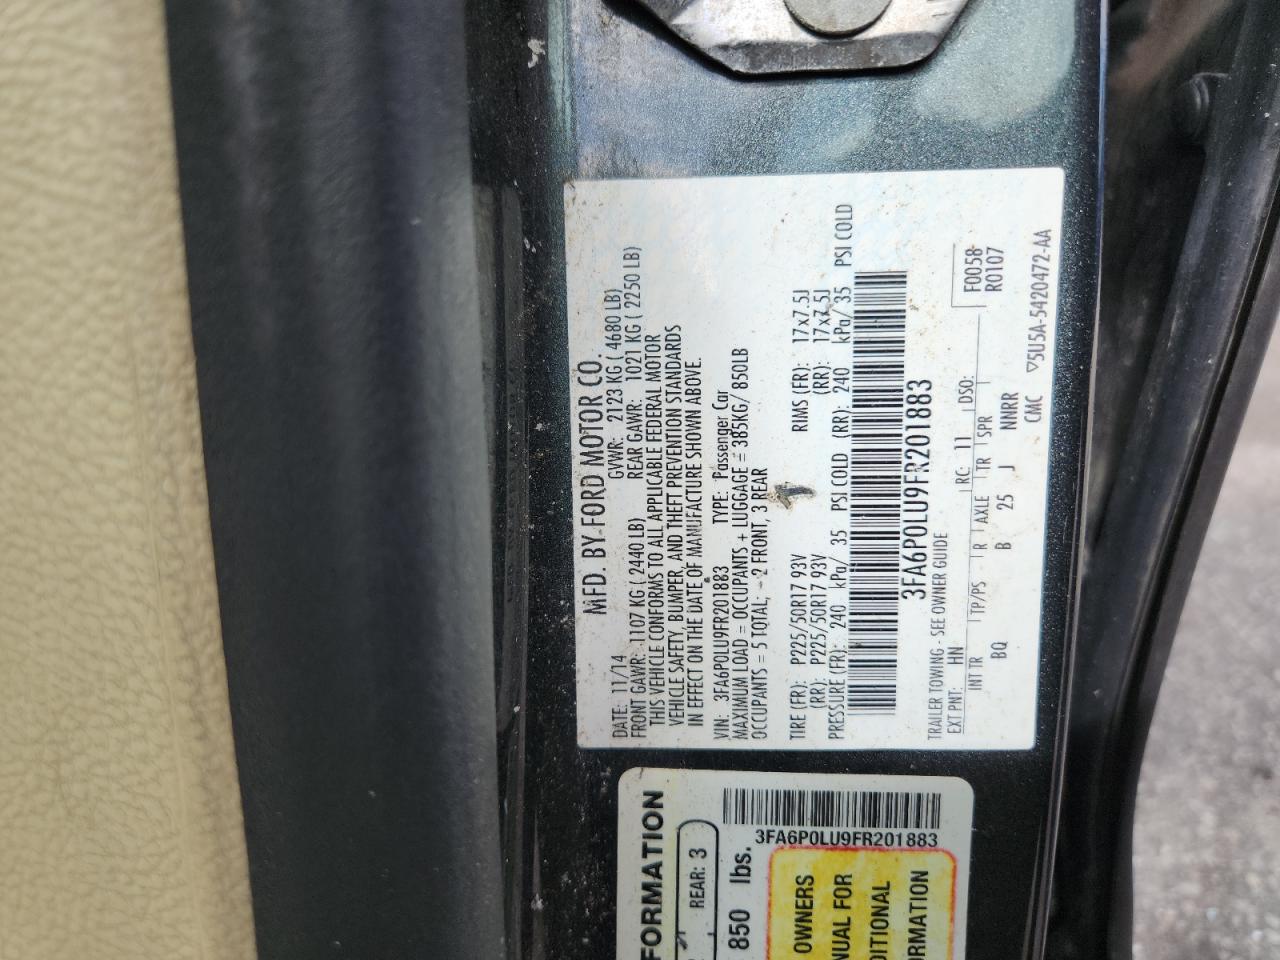 MFD. BY FORD MOTOR CO.
DATE: 11/14 GVWR: 2123 KG ( 4680 LB)
FRONT GAWR: 1107 KG ( 2440 LB) REAR GAWR: 1021 KG ( 2250 LB)
THIS VEHICLE CONFORMS TO ALL APPLICABLE FEDERAL MOTOR
VEHICLE SAFETY, BUMPER, AND THEFT PREVENTION STANDARDS
IN EFFECT ON THE DATE OF MANUFACTURE SHOWN ABOVE.
VIN: 3FA6P0LU9FR201883 TYPE: Passenger Car
MAXIMUM LOAD = OCCUPANTS + LUGGAGE = 385KG/ 850LB
OCCUPANTS = 5 TOTAL; 2 FRONT, 3 REAR
TIRE (FR): P225/50R17 93V RIMS (FR): 17x7.5J
(RR): P225/50R17 93V (RR): 17x7.5J
PRESSURE (FR): 240 kPa/ 35 PSI COLD (RR): 240 kPa/ 35 PSI COLD
3FA6P0LU9FR201883
TRAILER TOWING - SEE OWNER GUIDE
EXT PNT: HN RC: 11 DSO: F0058
INT TR TP/PS R AXLE TR SPR R0107
BQ B 25 J NNRR
CMC ▽5U5A-5420472-AA
FORMATION
REAR: 3
850 lbs.
3FA6P0LU9FR201883
OWNERS
NUAL FOR
DITIONAL
ORMATION